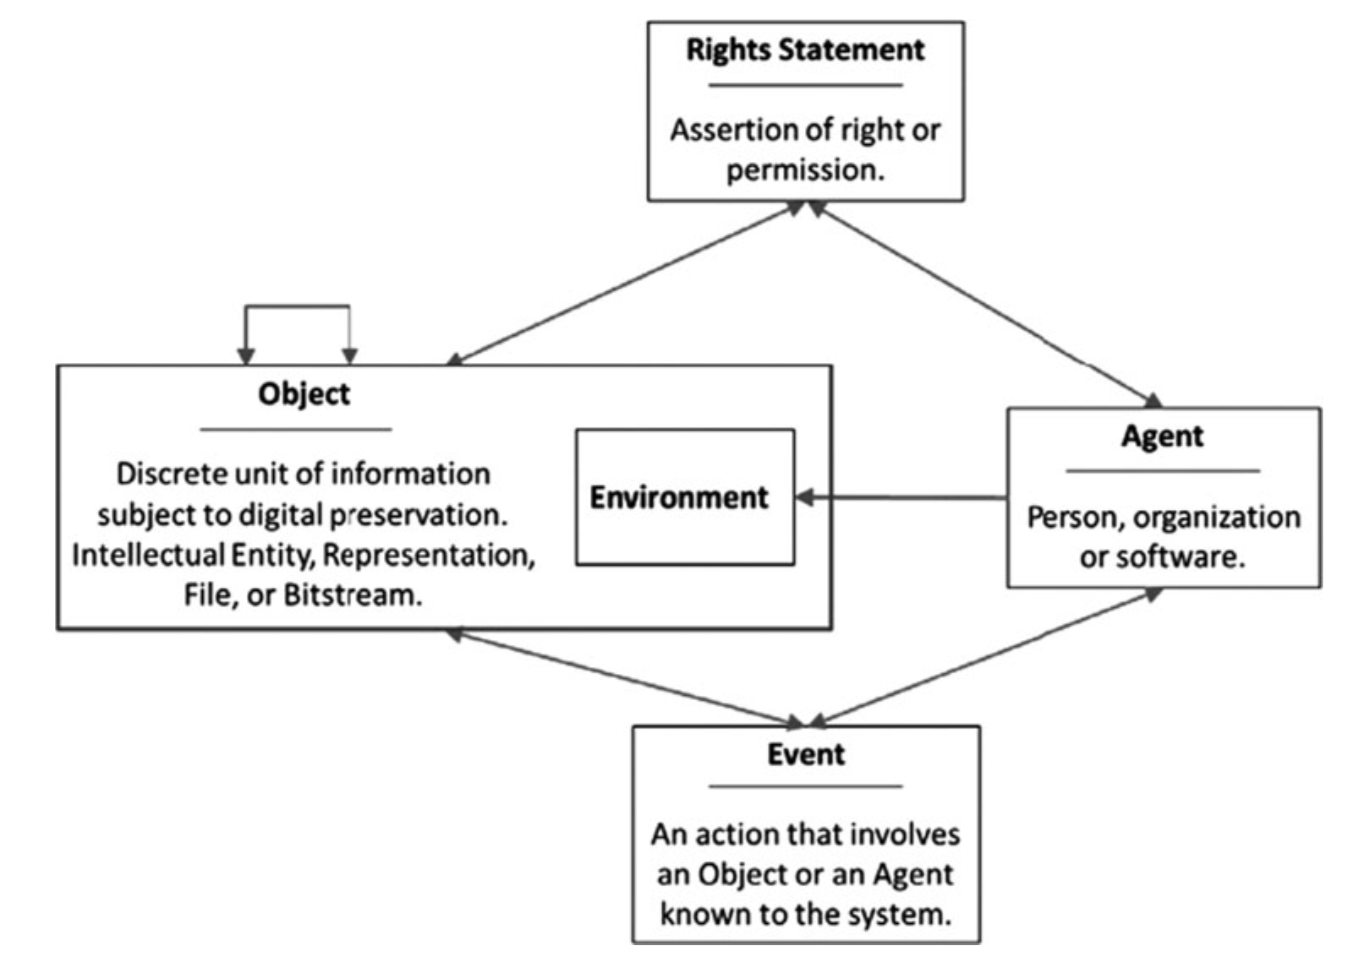 Rights Statement
Assertion of right or
permission.
Object
Discrete unit of information
subject to digital preservation.
Intellectual Entity, Representation,
File, or Bitstream.
Environment
Agent
Person, organization
or software.
Event
An action that involves
an Object or an Agent
known to the system.